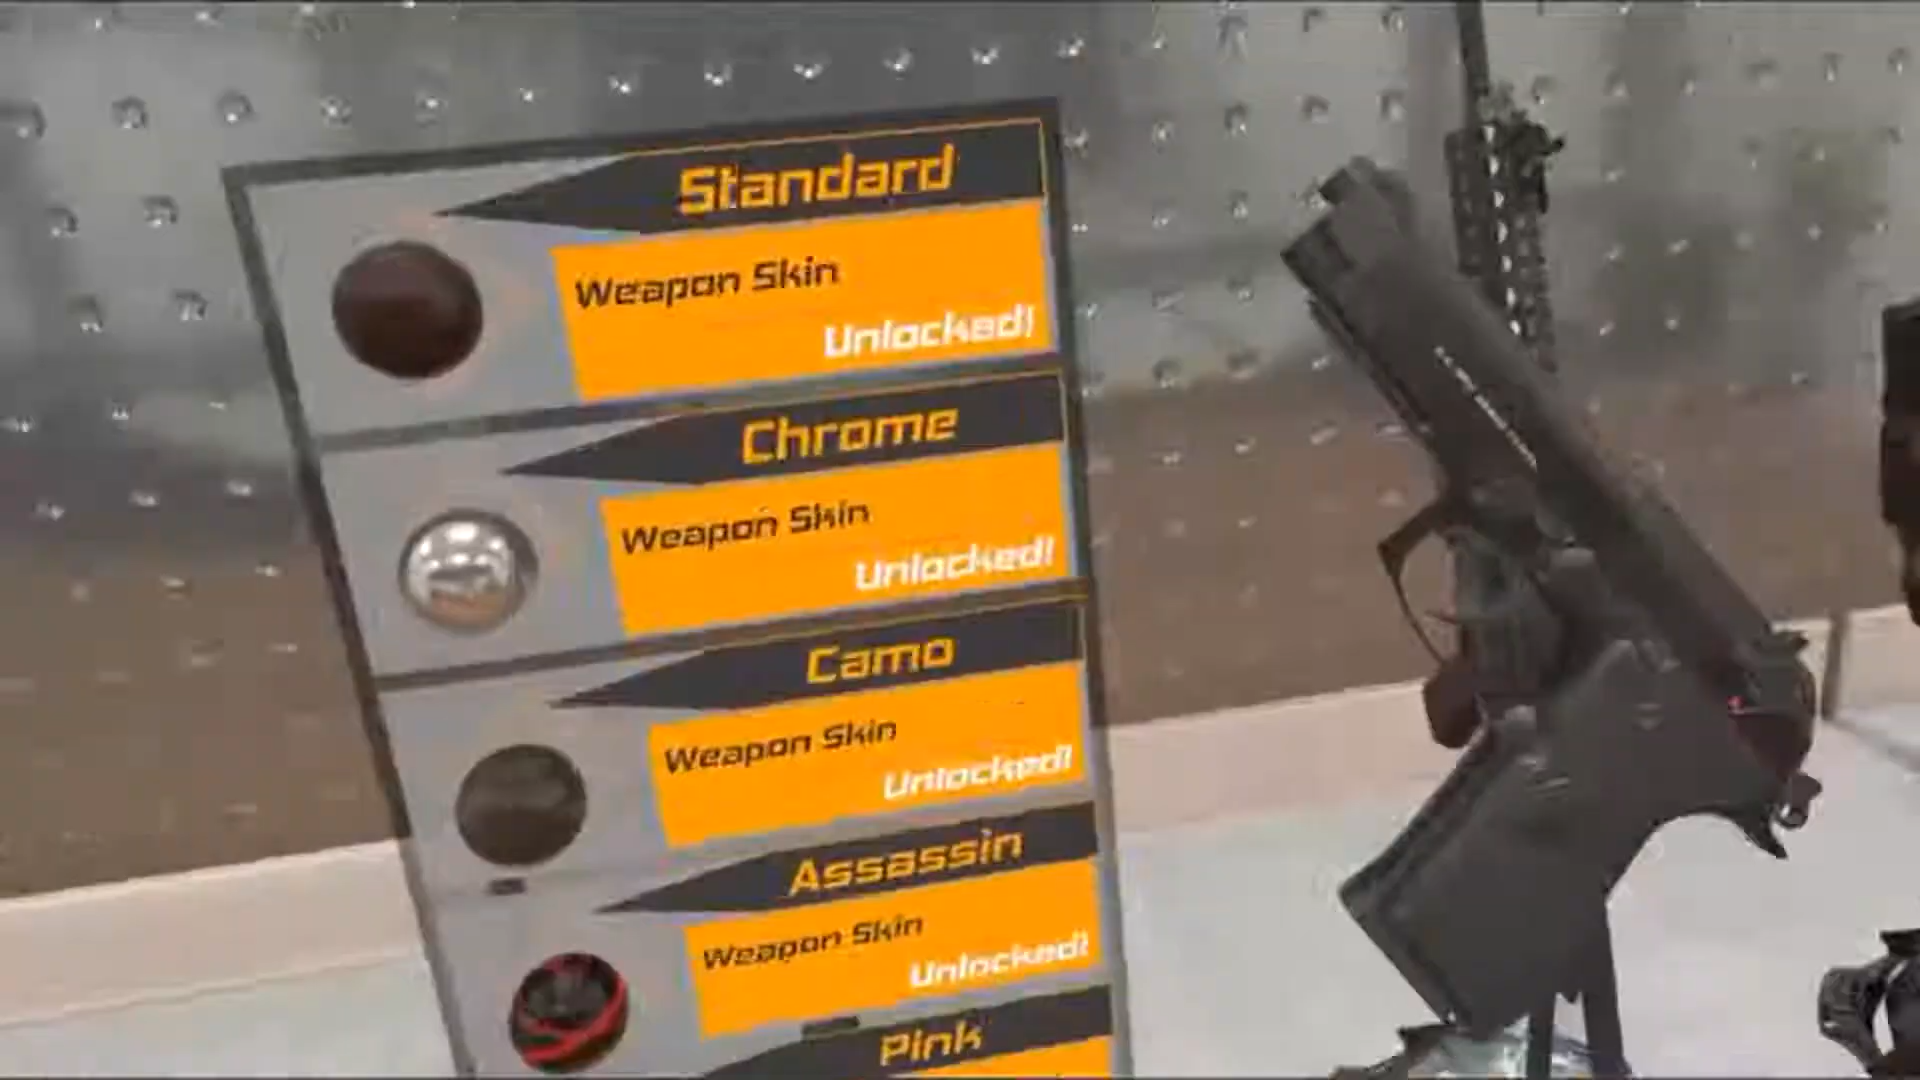 Standard
Weapon Skin
Unlocked!
Chrome
Weapon Skin
Unlocked!
Camo
Weapon Skin
Unlocked!
Assassin
Weapon Skin
Unlocked!
Pink